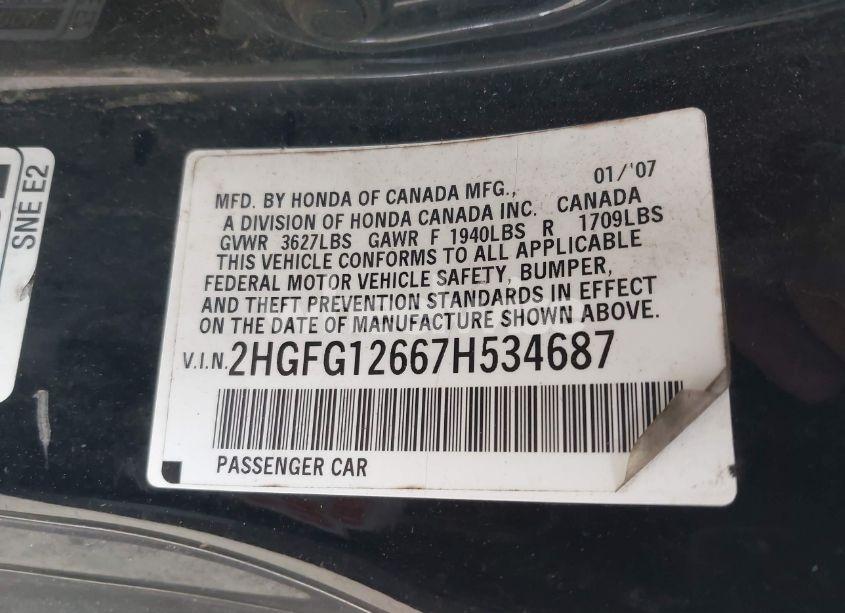 SNE E2
01/'07
MFD. BY HONDA OF CANADA MFG.,
A DIVISION OF HONDA CANADA INC. CANADA
GVWR 3627LBS GAWR F 1940LBS R 1709LBS
THIS VEHICLE CONFORMS TO ALL APPLICABLE
FEDERAL MOTOR VEHICLE SAFETY, BUMPER,
AND THEFT PREVENTION STANDARDS IN EFFECT
ON THE DATE OF MANUFACTURE SHOWN ABOVE.
V.I.N. 2HGFG12667H534687
PASSENGER CAR